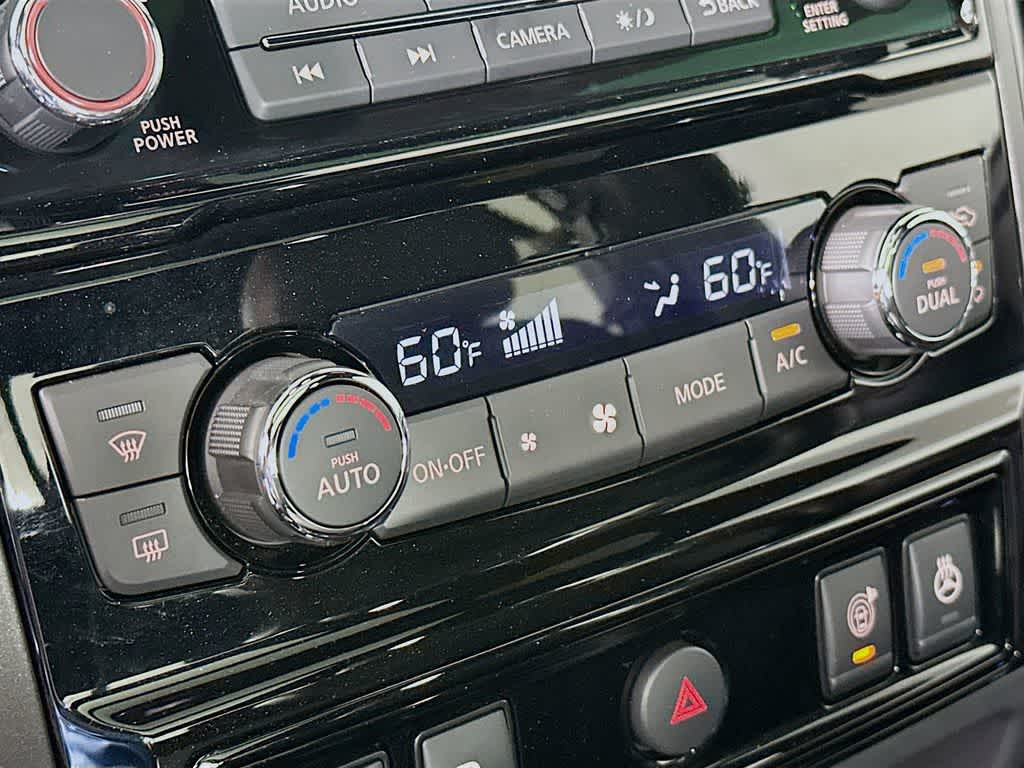 AUDIO
CAMERA
BACK
ENTER
SETTING
PUSH
POWER
60°F
60°F
PUSH
AUTO
ON•OFF
MODE
A/C
PUSH
DUAL